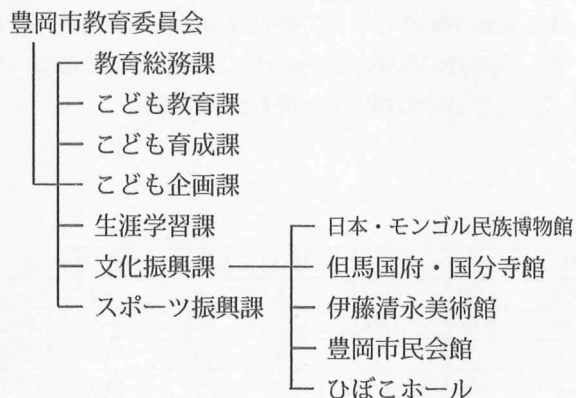 豊岡市教育委員会
教育総務課
こども教育課
こども育成課
こども企画課
生涯学習課
文化振興課
スポーツ振興課
日本・モンゴル民族博物館
但馬国府・国分寺館
伊藤清永美術館
豊岡市民会館
ひぼこホール